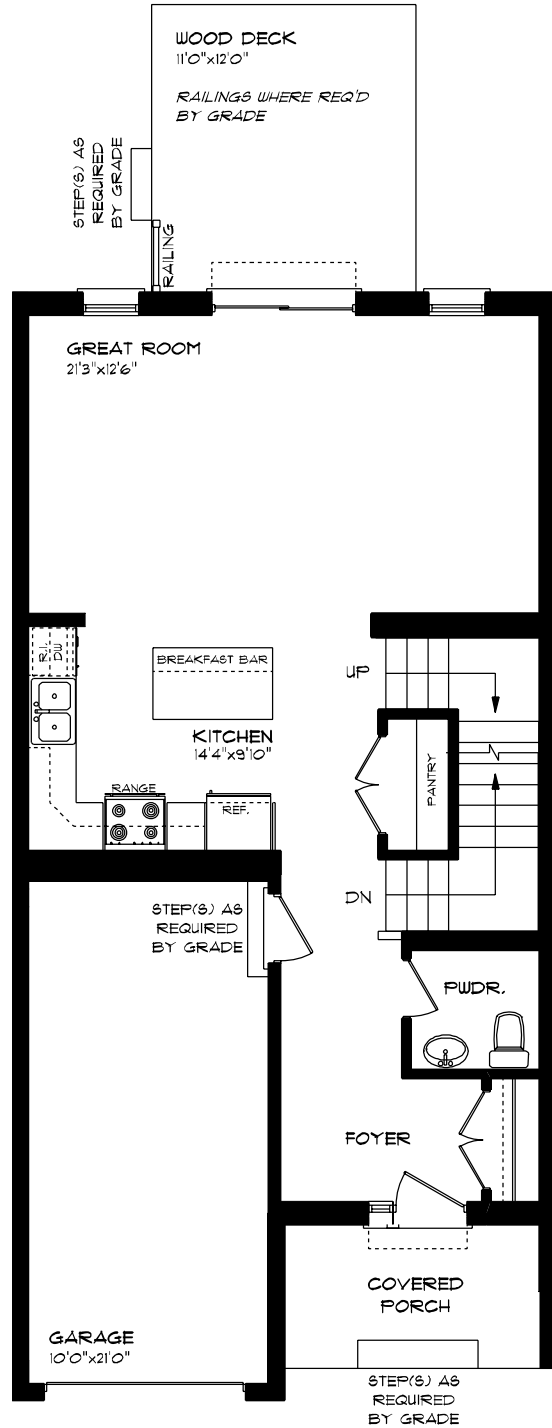 WOOD DECK
11'0"x12'0"
RAILINGS WHERE REQ'D
BY GRADE
STEP(S) AS
REQUIRED
BY GRADE
RAILING
GREAT ROOM
21'3"x12'6"
R.I.
DW
BREAKFAST BAR
UP
KITCHEN
14'4"x9'10"
PANTRY
RANGE
REF.
DN
STEP(S) AS
REQUIRED
BY GRADE
PWDR.
FOYER
COVERED
PORCH
GARAGE
10'0"x21'0"
STEP(S) AS
REQUIRED
BY GRADE